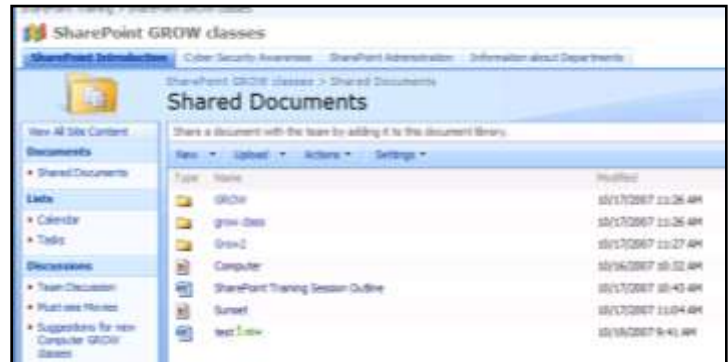 SharePoint GROW classes
SharePoint Introduction Cyber Security Awareness SharePoint Administration Information about Departments
SharePoint GROW classes > Shared Documents
Shared Documents
View All Site Content
Share a document with the team by adding it to this document library.
Documents
New Upload Actions Settings
Shared Documents
Type Name Modified
Lists
GROW 10/17/2007 11:26 AM
Calendar
grow class 10/17/2007 11:26 AM
Tasks
Grow2 10/17/2007 11:27 AM
Discussions
Computer 10/16/2007 10:32 AM
Team Discussion
SharePoint Training Session Outline 10/17/2007 10:43 AM
Must see Movies
Sunset 10/17/2007 11:04 AM
Suggestions for new
Computer GROW
classes
test ! NEW 10/18/2007 9:41 AM